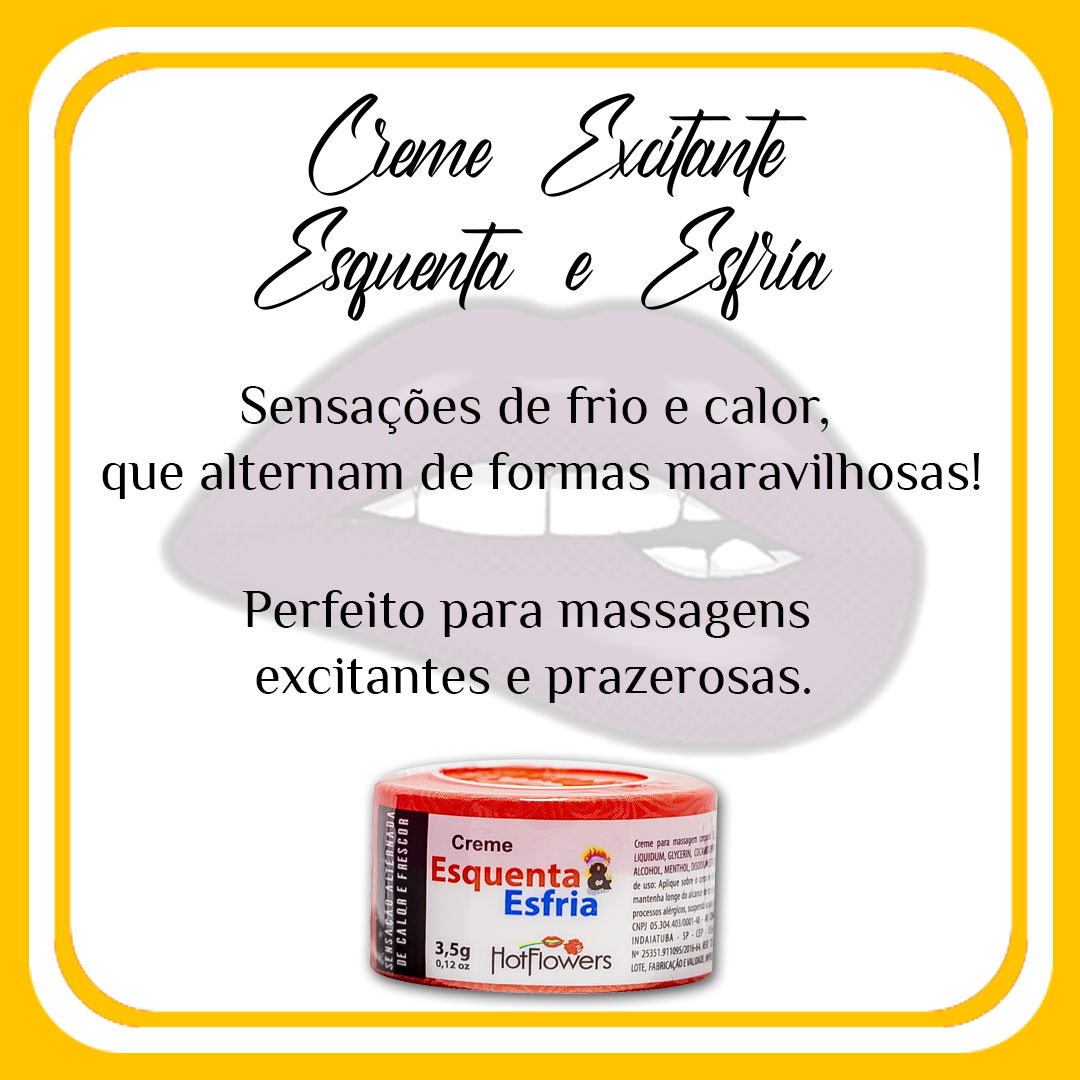 Creme Excitante
Esquenta e Esfria
Sensações de frio e calor,
que alternam de formas maravilhosas!
Perfeito para massagens
excitantes e prazerosas.
SENSAÇÃO ALTERNADA
DE CALOR E FRESCOR
Creme
Esquenta &
Esfria
3,5g
0,12 oz
HotFlowers
Creme para massagem
LIQUIDUM, GLYCERIN,
ALCOHOL, MENTHOL,
de uso: Aplique sobre o
mantenha longe do alcance
processos alérgicos,
CNPJ 05.304.403/0001-
INDAIATUBA - SP - CEP
Nº 25351.911095/2016-64.
LOTE, FABRICAÇÃO E VALIDADE: